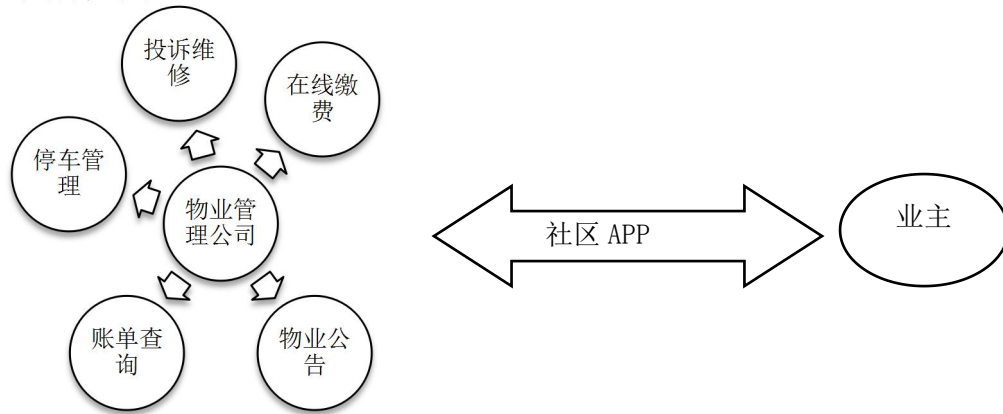 投诉维
修
在线缴
费
停车管
理
物业管
理公司
社区 APP
业主
账单查
询
物业公
告